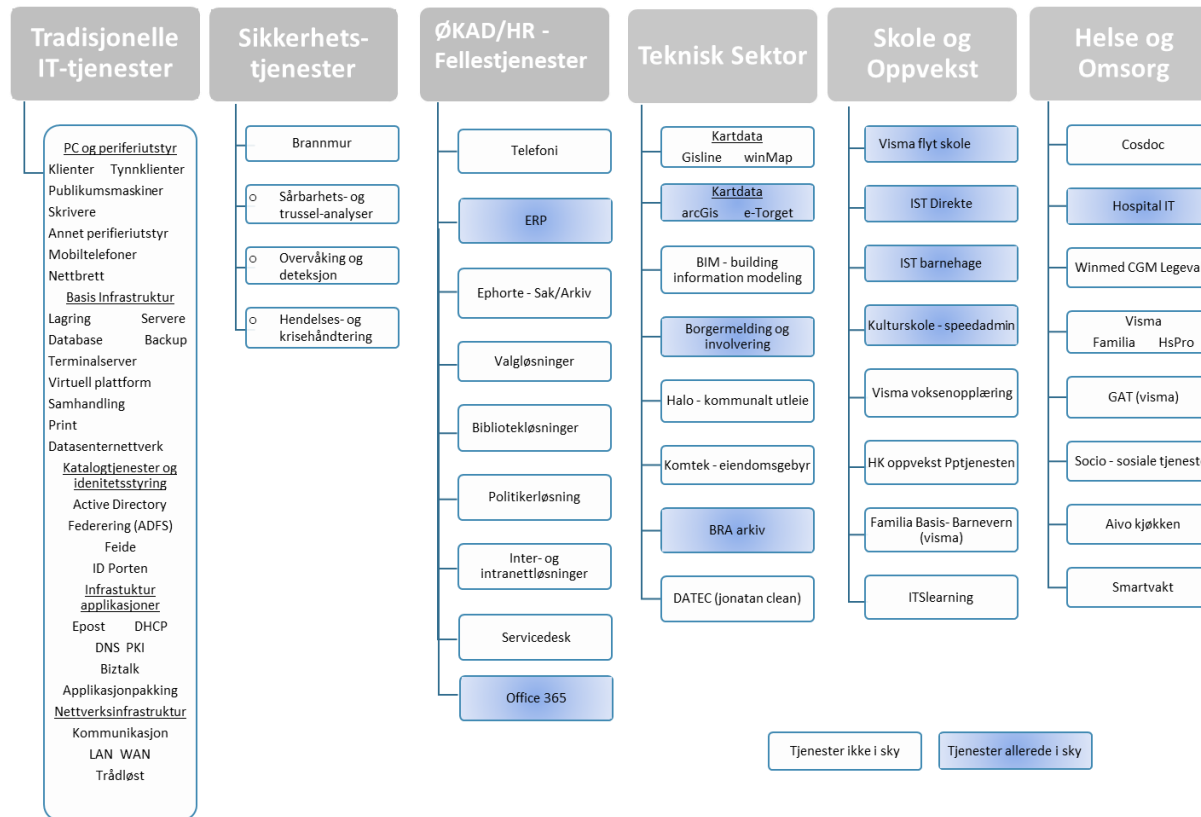 Tradisjonelle
IT-tjenester
PC og periferiutstyr
Klienter Tynnklienter
Publikumsmaskiner
Skrivere
Annet perifieriutstyr
Mobiltelefoner
Nettbrett
Basis Infrastruktur
Lagring Servere
Database Backup
Terminalserver
Virtuell plattform
Samhandling
Print
Datasenternettverk
Katalogtjenester og
idenitetsstyring
Active Directory
Federering (ADFS)
Feide
ID Porten
Infrastuktur
applikasjoner
Epost DHCP
DNS PKI
Biztalk
Applikasjonpakking
Nettverksinfrastruktur
Kommunikasjon
LAN WAN
Trådløst
Sikkerhets-
tjenester
Brannmur
Sårbarhets- og
trussel-analyser
Overvåking og
deteksjon
Hendelses- og
krisehåndtering
ØKAD/HR -
Fellestjenester
Telefoni
ERP
Ephorte - Sak/Arkiv
Valgløsninger
Bibliotekløsninger
Politikerløsning
Inter- og
intranettløsninger
Servicedesk
Office 365
Teknisk Sektor
Kartdata
Gisline winMap
Kartdata
arcGis e-Torget
BIM - building
information modeling
Borgermelding og
involvering
Halo - kommunalt utleie
Komtek - eiendomsgebyr
BRA arkiv
DATEC (jonatan clean)
Skole og
Oppvekst
Visma flyt skole
IST Direkte
IST barnehage
Kulturskole - speedadmin
Visma voksenopplæring
HK oppvekst Pptjenesten
Familia Basis- Barnevern
(visma)
ITSlearning
Helse og
Omsorg
Cosdoc
Hospital IT
Winmed CGM Legeva
Visma
Familia HsPro
GAT (visma)
Socio - sosiale tjeneste
Aivo kjøkken
Smartvakt
Tjenester ikke i sky
Tjenester allerede i sky